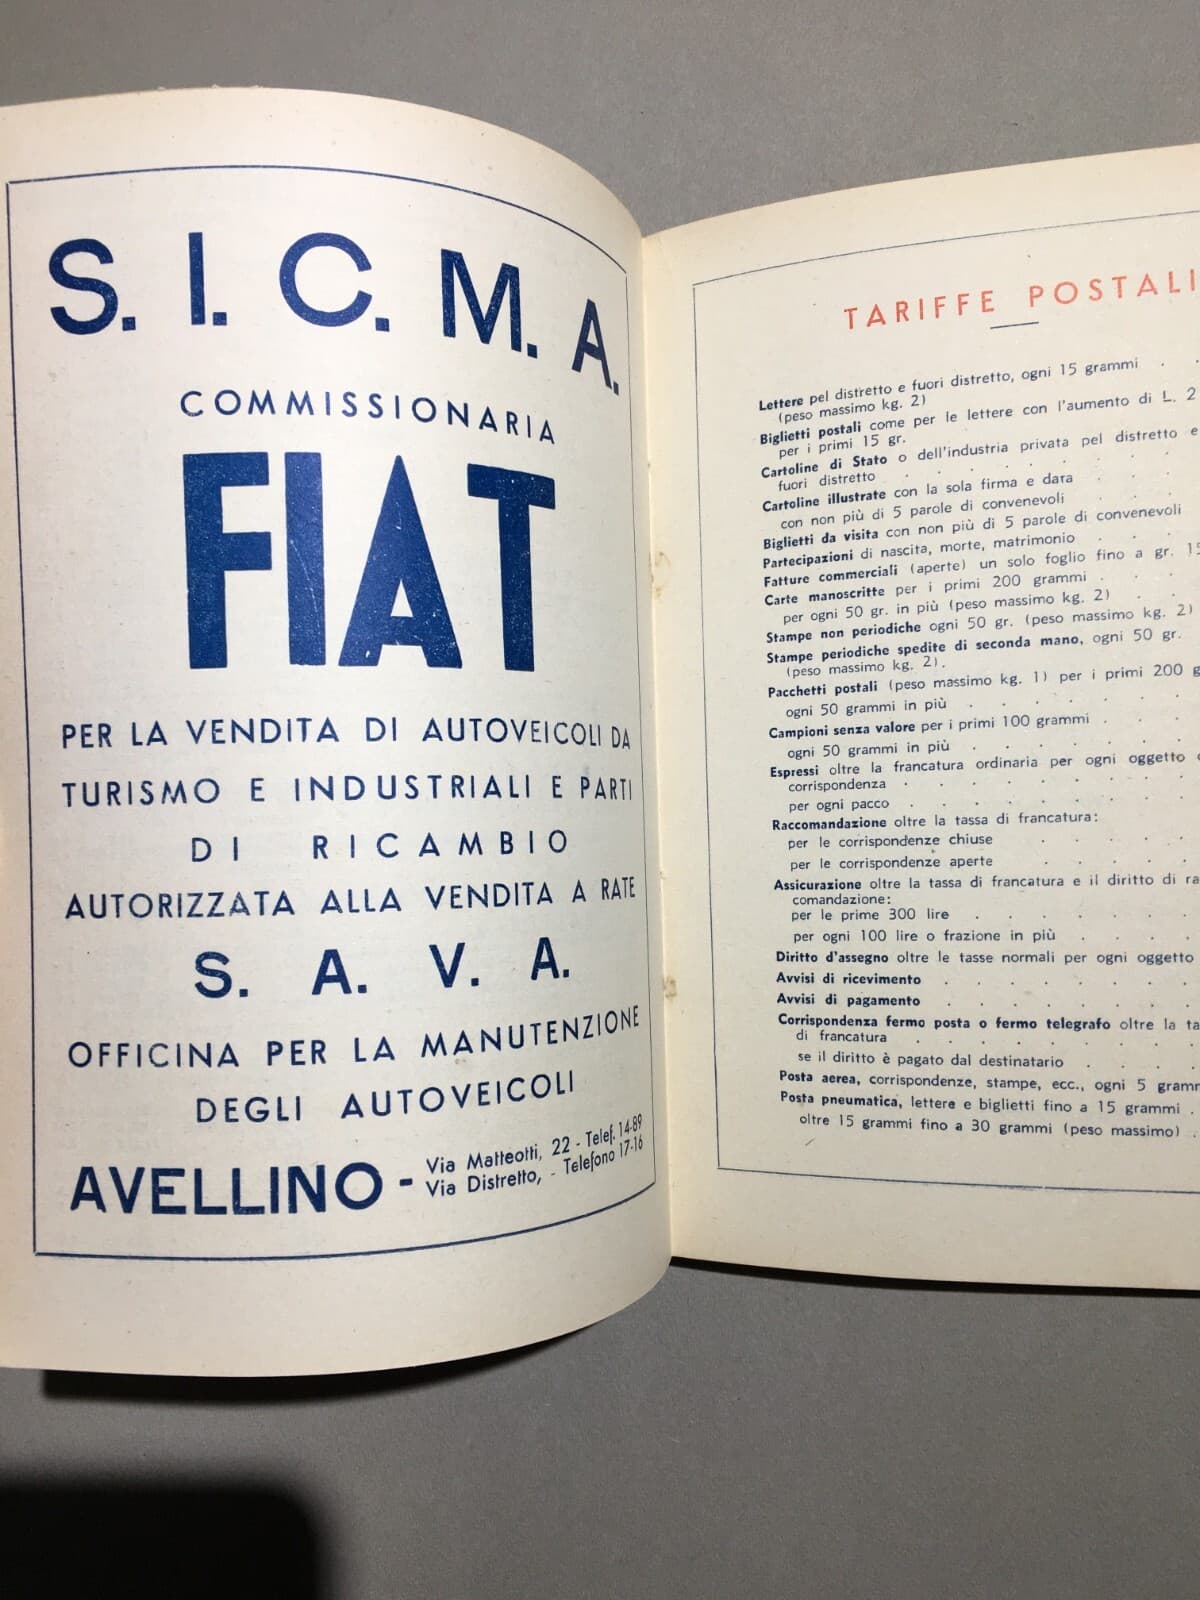 S. I. C. M. A.
COMMISSIONARIA
FIAT
PER LA VENDITA DI AUTOVEICOLI DA
TURISMO E INDUSTRIALI E PARTI
DI RICAMBIO
AUTORIZZATA ALLA VENDITA A RATE
S. A. V. A.
OFFICINA PER LA MANUTENZIONE
DEGLI AUTOVEICOLI
AVELLINO - Via Matteotti, 22 - Telef. 14-89
Via Distretto, - Telefono 17-16
TARIFFE POSTALI
Lettere pel distretto e fuori distretto, ogni 15 grammi . .
(peso massimo kg. 2)
Biglietti postali come per le lettere con l'aumento di L. 2
per i primi 15 gr.
Cartoline di Stato o dell'industria privata pel distretto e
fuori distretto . . . . . . . .
Cartoline illustrate con la sola firma e dara . . .
con non più di 5 parole di convenevoli . . .
Biglietti da visita con non più di 5 parole di convenevoli
Partecipazioni di nascita, morte, matrimonio . . .
Fatture commerciali (aperte) un solo foglio fino a gr. 15
Carte manoscritte per i primi 200 grammi . . .
per ogni 50 gr. in più (peso massimo kg. 2) . .
Stampe non periodiche ogni 50 gr. (peso massimo kg. 2)
Stampe periodiche spedite di seconda mano, ogni 50 gr.
(peso massimo kg. 2). . . . . . .
Pacchetti postali (peso massimo kg. 1) per i primi 200 g
ogni 50 grammi in più . . . . . .
Campioni senza valore per i primi 100 grammi . . .
ogni 50 grammi in più . . . . . .
Espressi oltre la francatura ordinaria per ogni oggetto
corrispondenza . . . . . . . .
per ogni pacco . . . . . . . .
Raccomandazione oltre la tassa di francatura:
per le corrispondenze chiuse . . . .
per le corrispondenze aperte . . . .
Assicurazione oltre la tassa di francatura e il diritto di ra
comandazione:
per le prime 300 lire . . . . . .
per ogni 100 lire o frazione in più . . . .
Diritto d'assegno oltre le tasse normali per ogni oggetto
Avvisi di ricevimento . . . . . . .
Avvisi di pagamento . . . . . . .
Corrispondenza fermo posta o fermo telegrafo oltre la ta
di francatura . . . . . . . .
se il diritto è pagato dal destinatario . . . .
Posta aerea, corrispondenze, stampe, ecc., ogni 5 gramm
Posta pneumatica, lettere e biglietti fino a 15 grammi .
oltre 15 grammi fino a 30 grammi (peso massimo) .